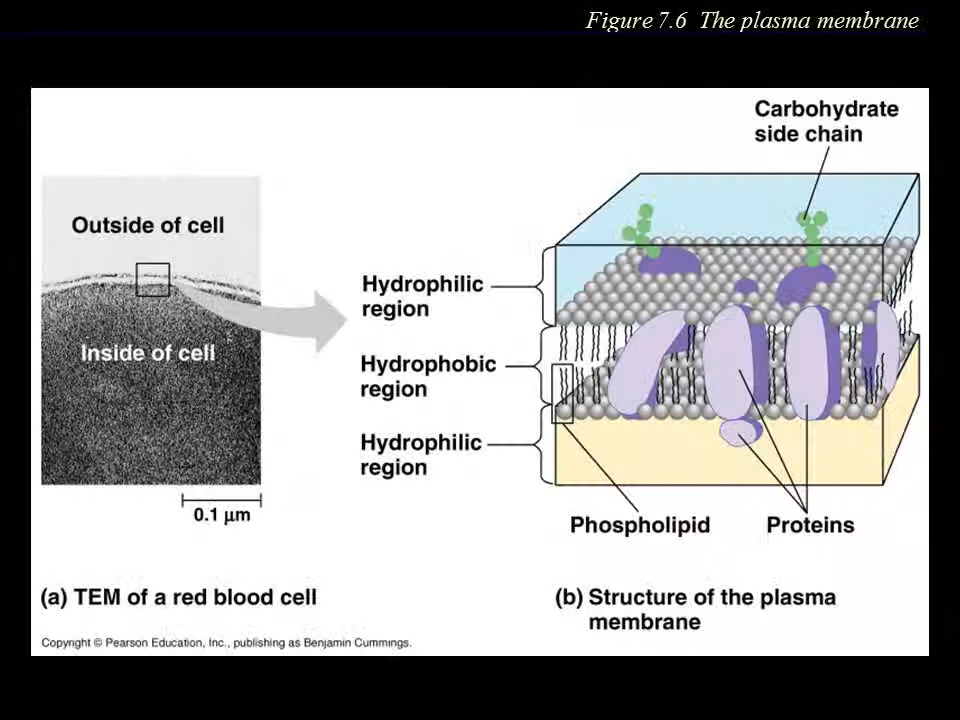 Figure 7.6  The plasma membrane
Carbohydrate
side chain
Outside of cell
Inside of cell
0.1 µm
Hydrophilic
region
Hydrophobic
region
Hydrophilic
region
Phospholipid
Proteins
(a) TEM of a red blood cell
(b) Structure of the plasma
membrane
Copyright © Pearson Education, Inc., publishing as Benjamin Cummings.